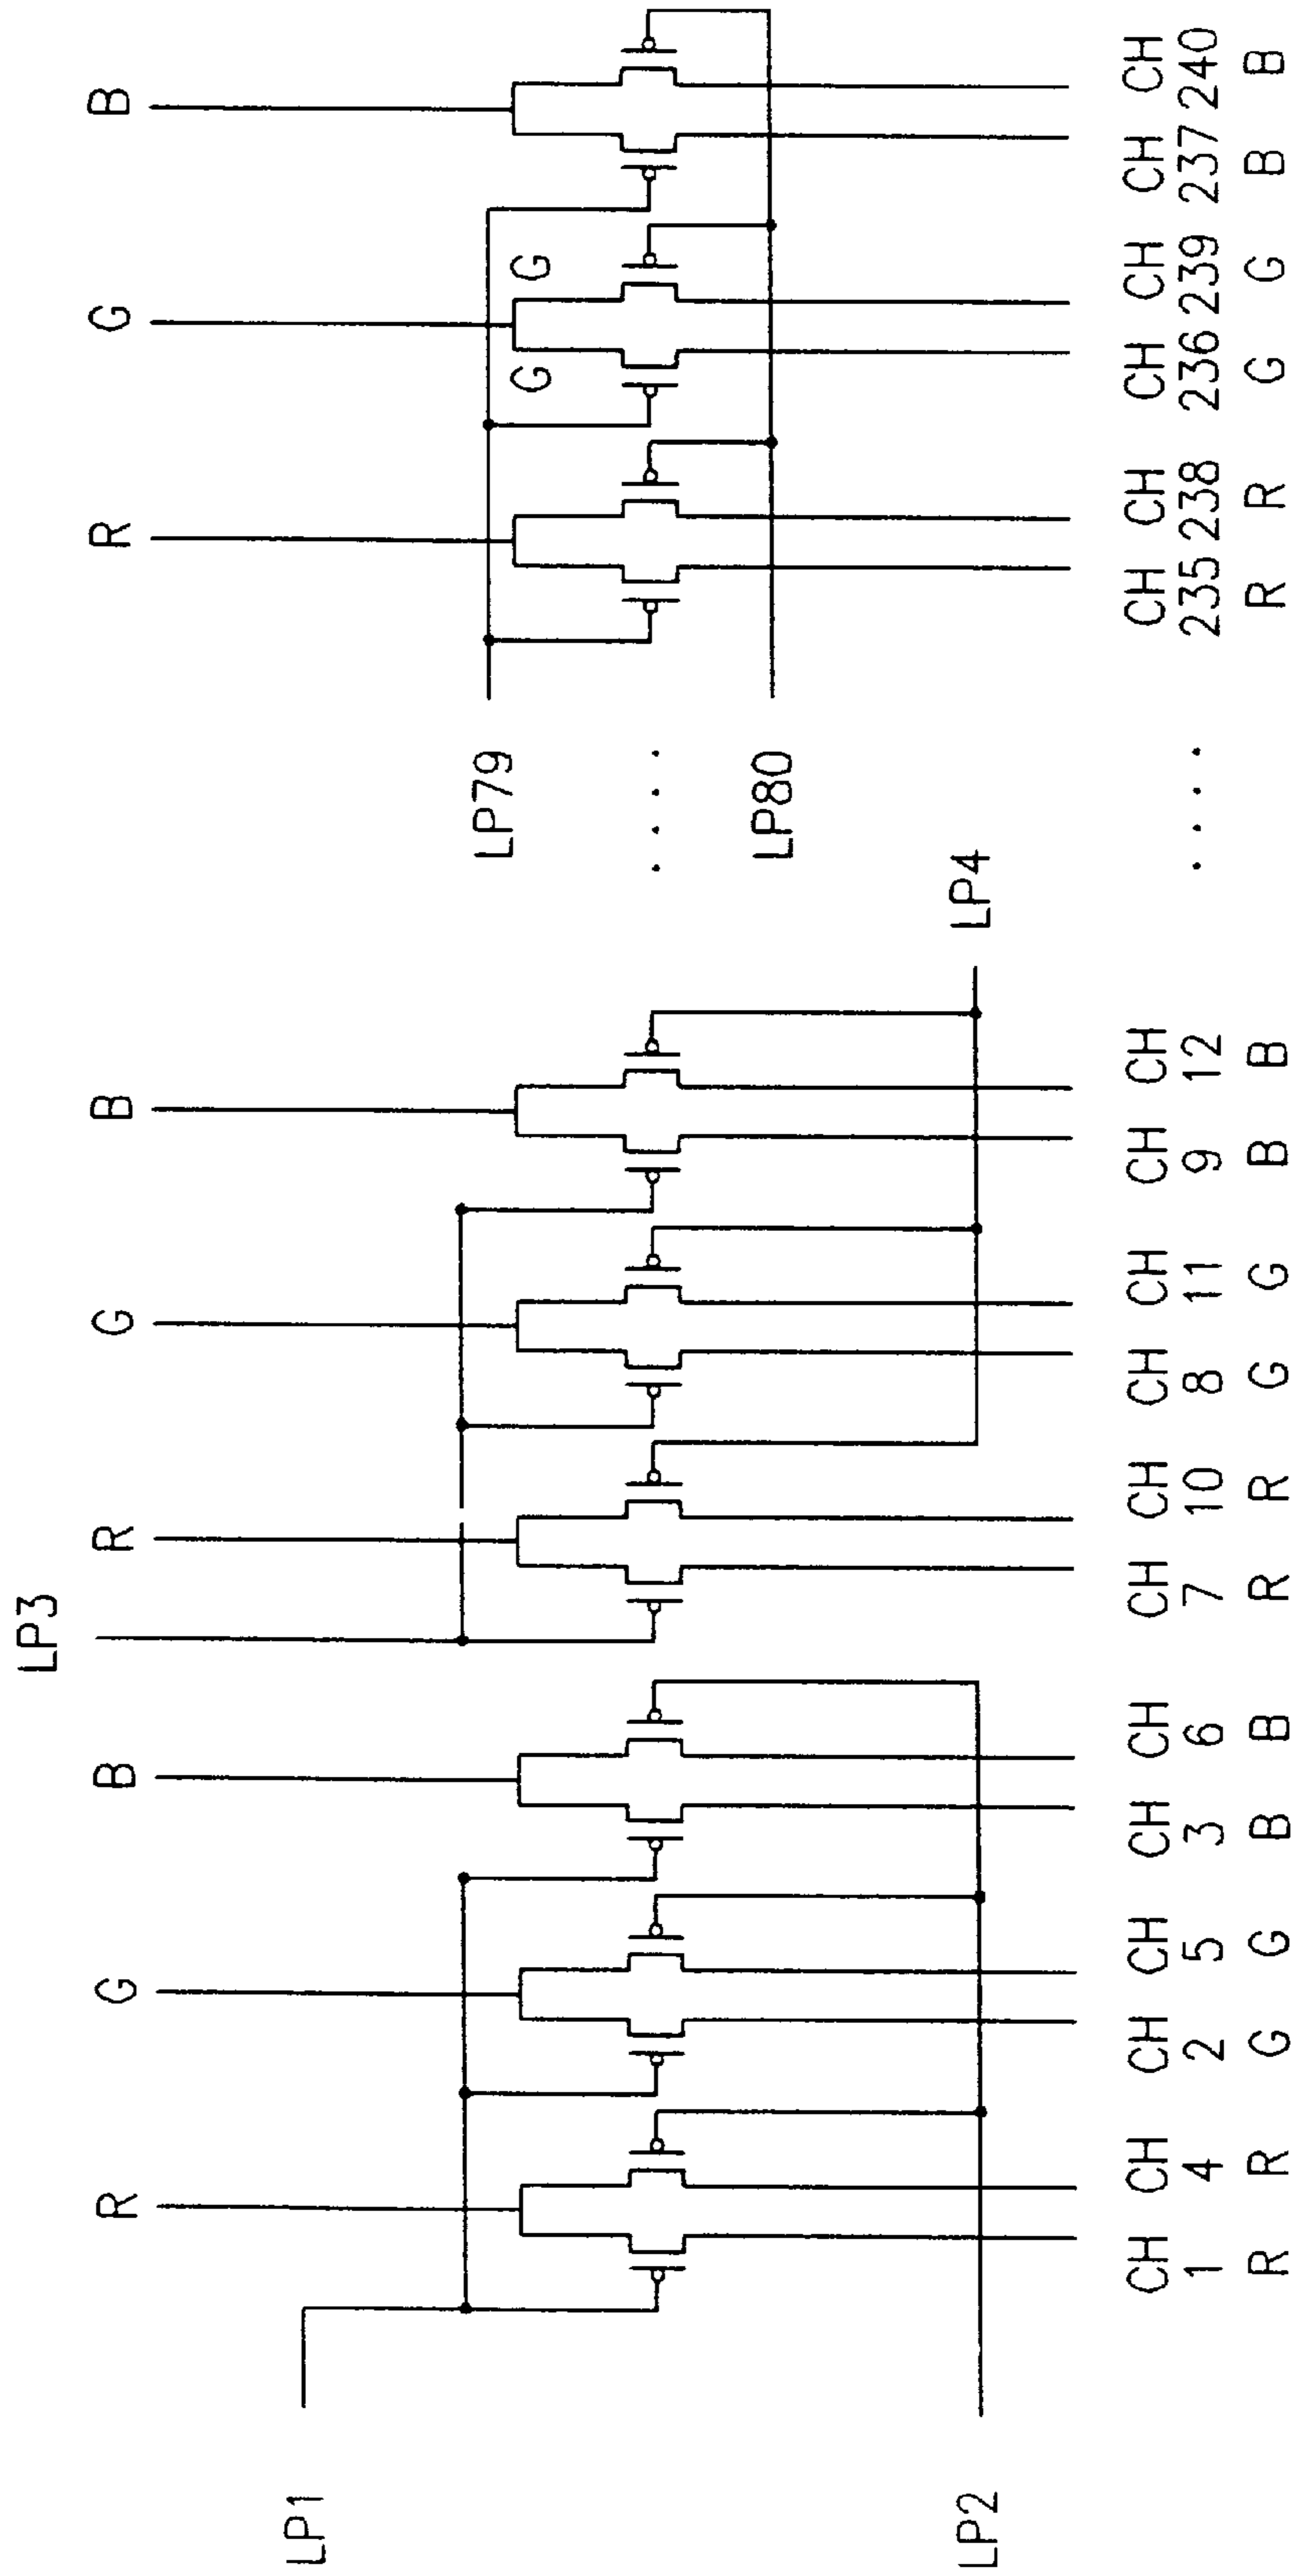 LP3
R G B R G B R G B
LP1
LP79
G G
. . . .
LP80
LP2
LP4
CH CH CH CH CH CH CH CH CH CH CH CH . . . . CH CH CH CH CH CH
1 4 2 5 3 6 7 10 8 11 9 12 235 238 236 239 237 240
R R G G B B R R G G B B R R G G B B